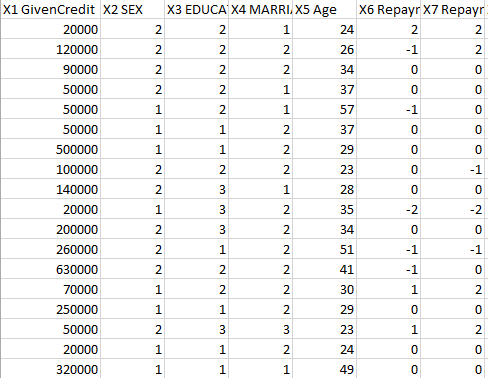 X1 GivenCredit X2 SEX X3 EDUCA X4 MARRIA X5 Age X6 Repayr X7 Repayr
20000 2 2 1 24 2 2
120000 2 2 2 26 -1 2
90000 2 2 2 34 0 0
50000 2 2 1 37 0 0
50000 1 2 1 57 -1 0
50000 1 1 2 37 0 0
500000 1 1 2 29 0 0
100000 2 2 2 23 0 -1
140000 2 3 1 28 0 0
20000 1 3 2 35 -2 -2
200000 2 3 2 34 0 0
260000 2 1 2 51 -1 -1
630000 2 2 2 41 -1 0
70000 1 2 2 30 1 2
250000 1 1 2 29 0 0
50000 2 3 3 23 1 2
20000 1 1 2 24 0 0
320000 1 1 1 49 0 0